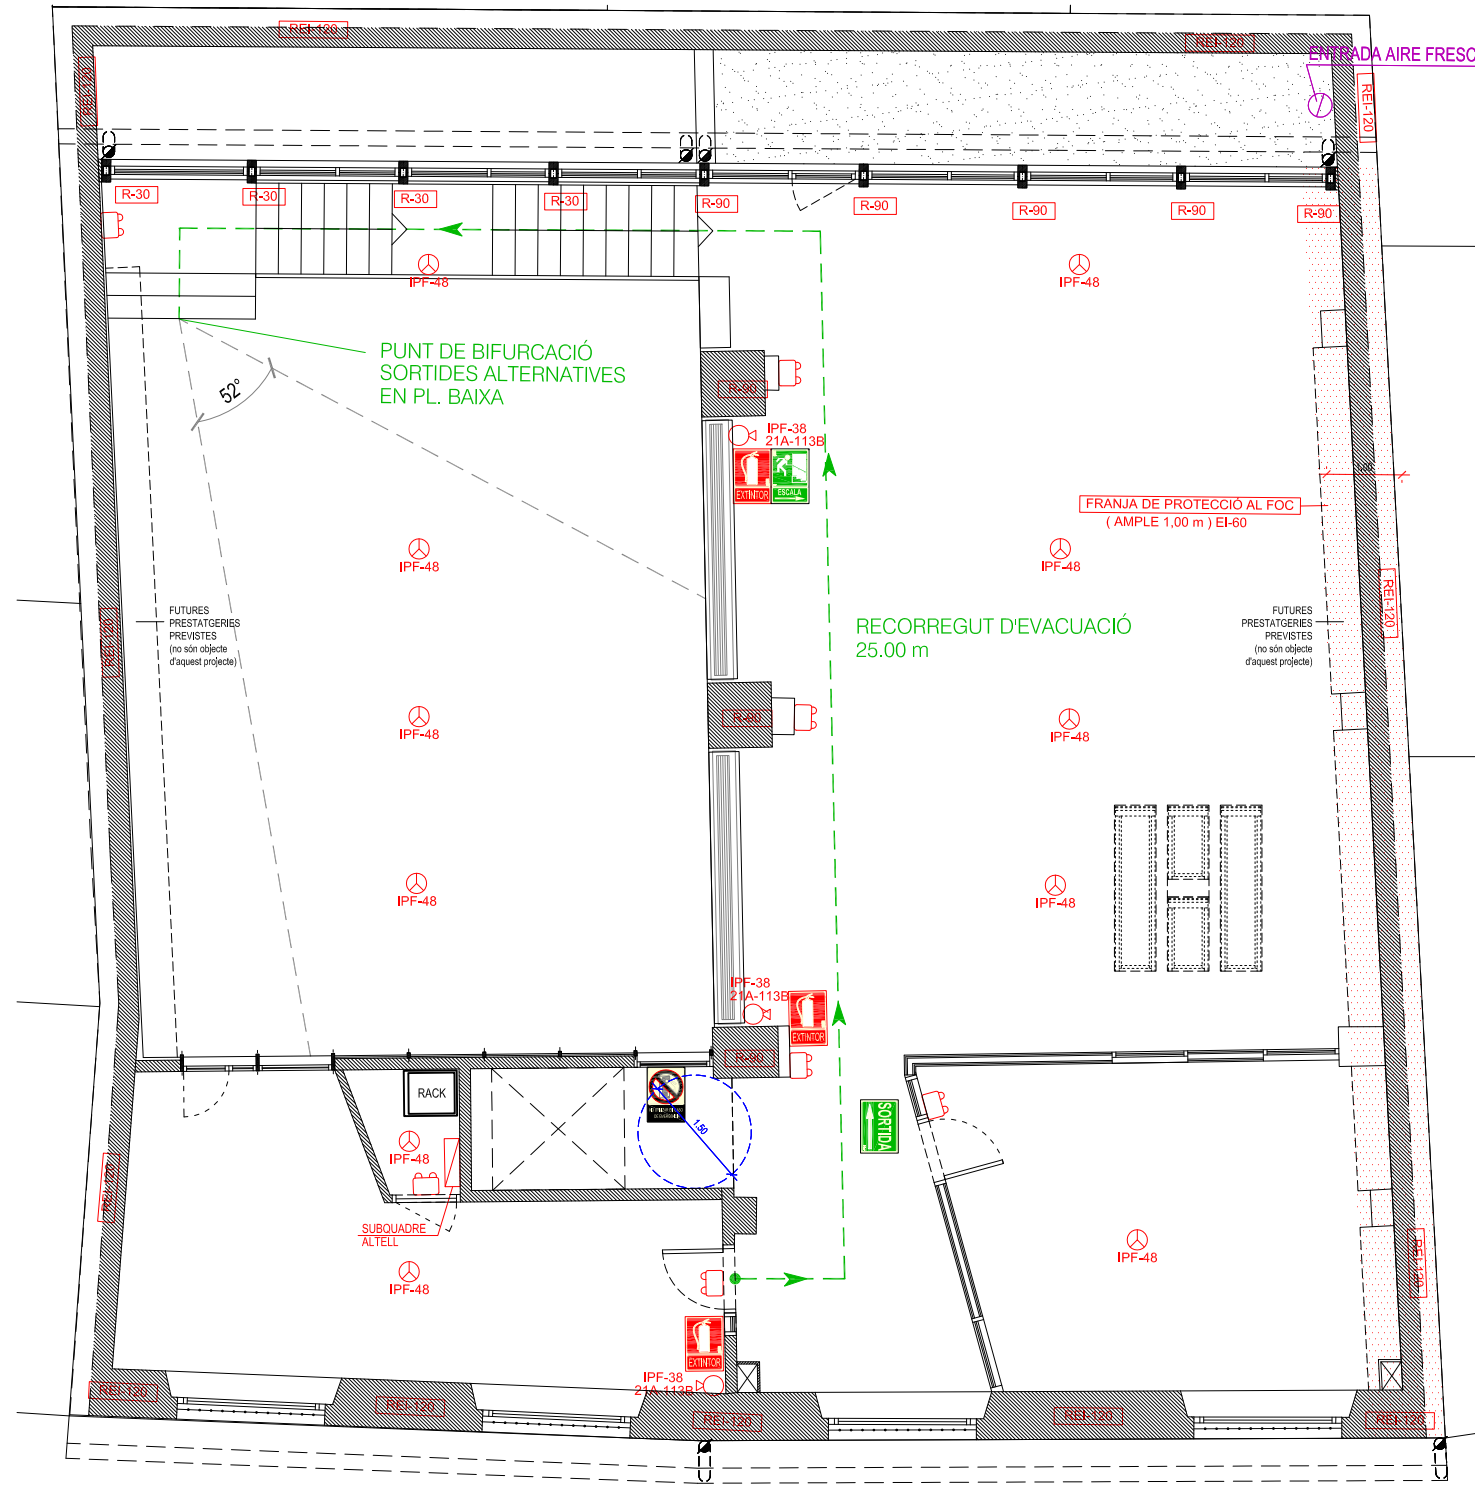 REI-120
REI-120
ENTRADA AIRE FRESC
REI-120
REI-120
R-30
R-30
R-30
R-30
R-90
R-90
R-90
R-90
R-90
IPF-48
IPF-48
PUNT DE BIFURCACIÓ
SORTIDES ALTERNATIVES
EN PL. BAIXA
52°
R-90
IPF-38
21A-113B
EXTINTOR
ESCALA
1,00
FRANJA DE PROTECCIÓ AL FOC
( AMPLE 1,00 m ) EI-60
IPF-48
IPF-48
REI-120
FUTURES
PRESTATGERIES
PREVISTES
(no són objecte
d'aquest projecte)
REI-120
RECORREGUT D'EVACUACIÓ
25.00 m
FUTURES
PRESTATGERIES
PREVISTES
(no són objecte
d'aquest projecte)
IPF-48
R-90
IPF-48
IPF-48
IPF-48
IPF-38
21A-113B
EXTINTOR
R-90
RACK
1.50
SORTIDA
IPF-48
REI-120
SUBQUADRE
ALTELL
IPF-48
IPF-48
REI-120
EXTINTOR
IPF-38
21A-113B
REI-120
REI-120
REI-120
REI-120
REI-120